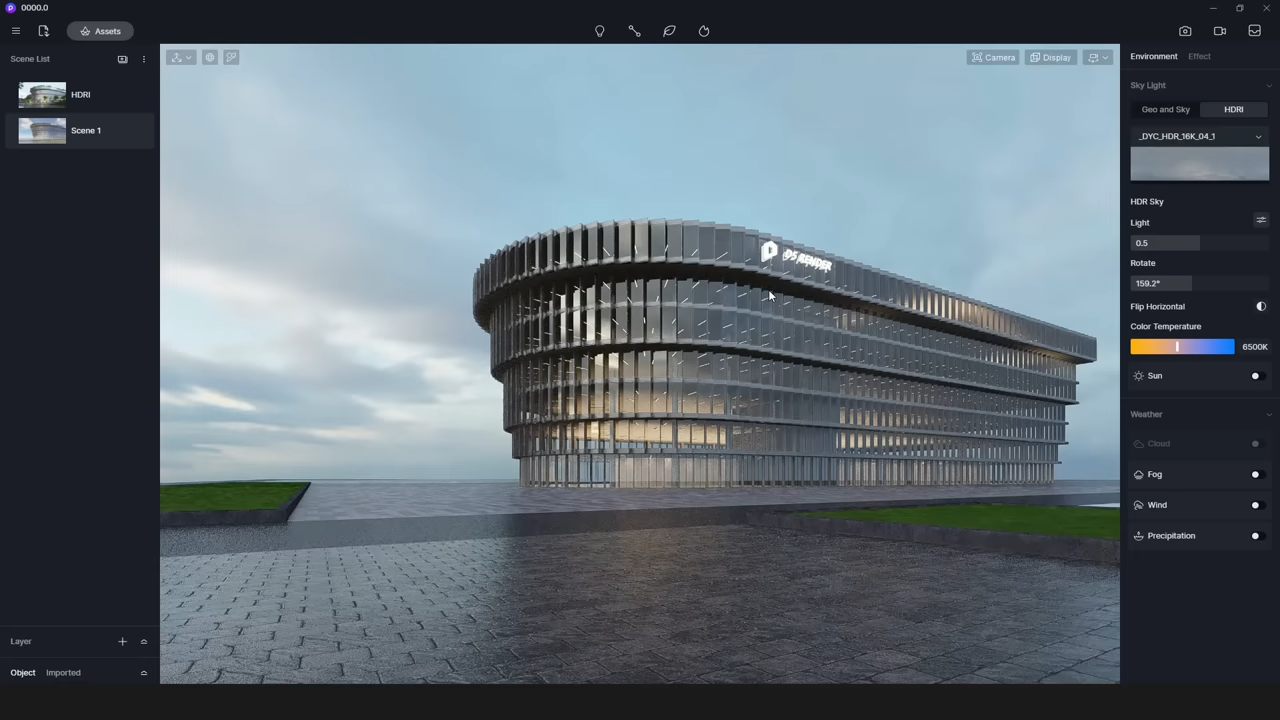 0000.0
Assets
Scene List
HDRI
Scene 1
Layer
Object Imported
Camera Display
D5 RENDER
Environment Effect
Sky Light
Geo and Sky HDRI
_DYC_HDR_16K_04_1
HDR Sky
Light
0.5
Rotate
159.2°
Flip Horizontal
Color Temperature
6500K
Sun
Weather
Cloud
Fog
Wind
Precipitation